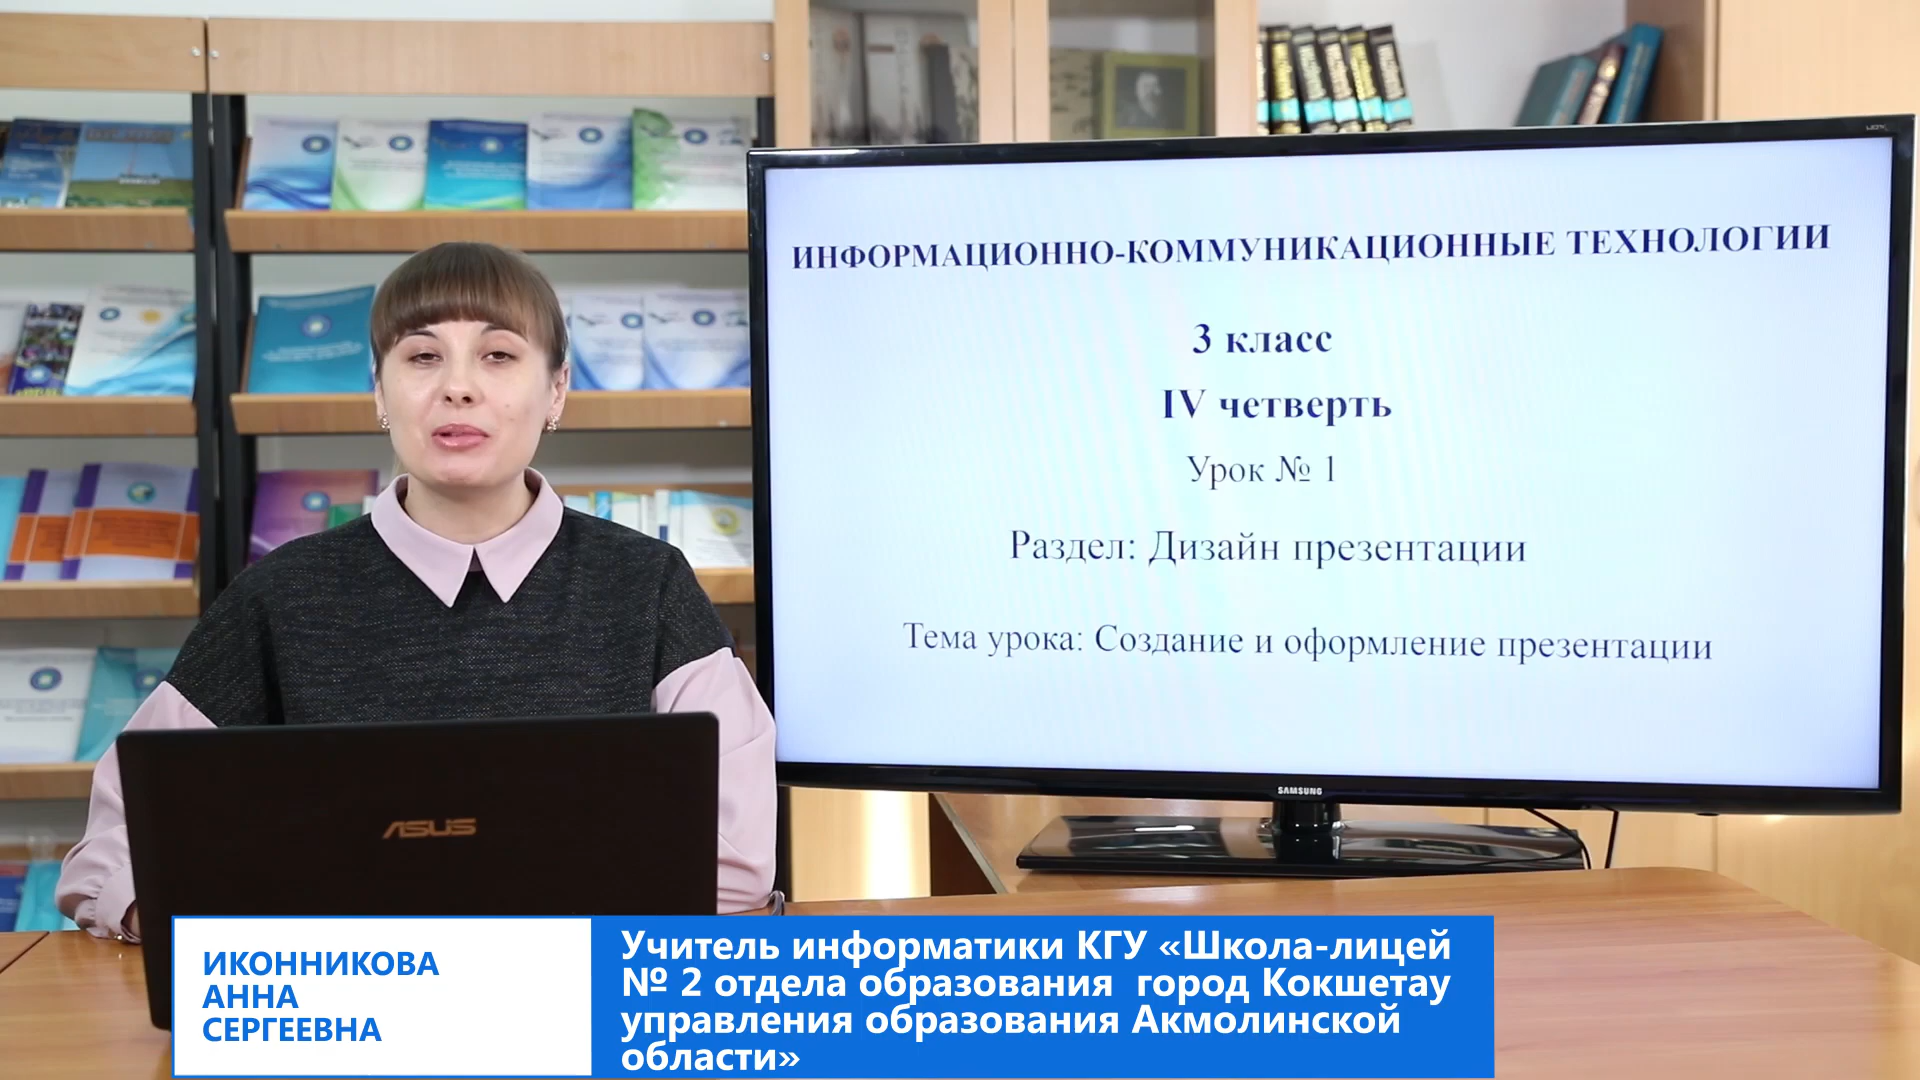 ИНФОРМАЦИОННО-КОММУНИКАЦИОННЫЕ ТЕХНОЛОГИИ
3 класс
IV четверть
Урок № 1
Раздел: Дизайн презентации
Тема урока: Создание и оформление презентации
SAMSUNG
ASUS
ИКОННИКОВА
АННА
СЕРГЕЕВНА
Учитель информатики КГУ «Школа-лицей
№ 2 отдела образования город Кокшетау
управления образования Акмолинской
области»